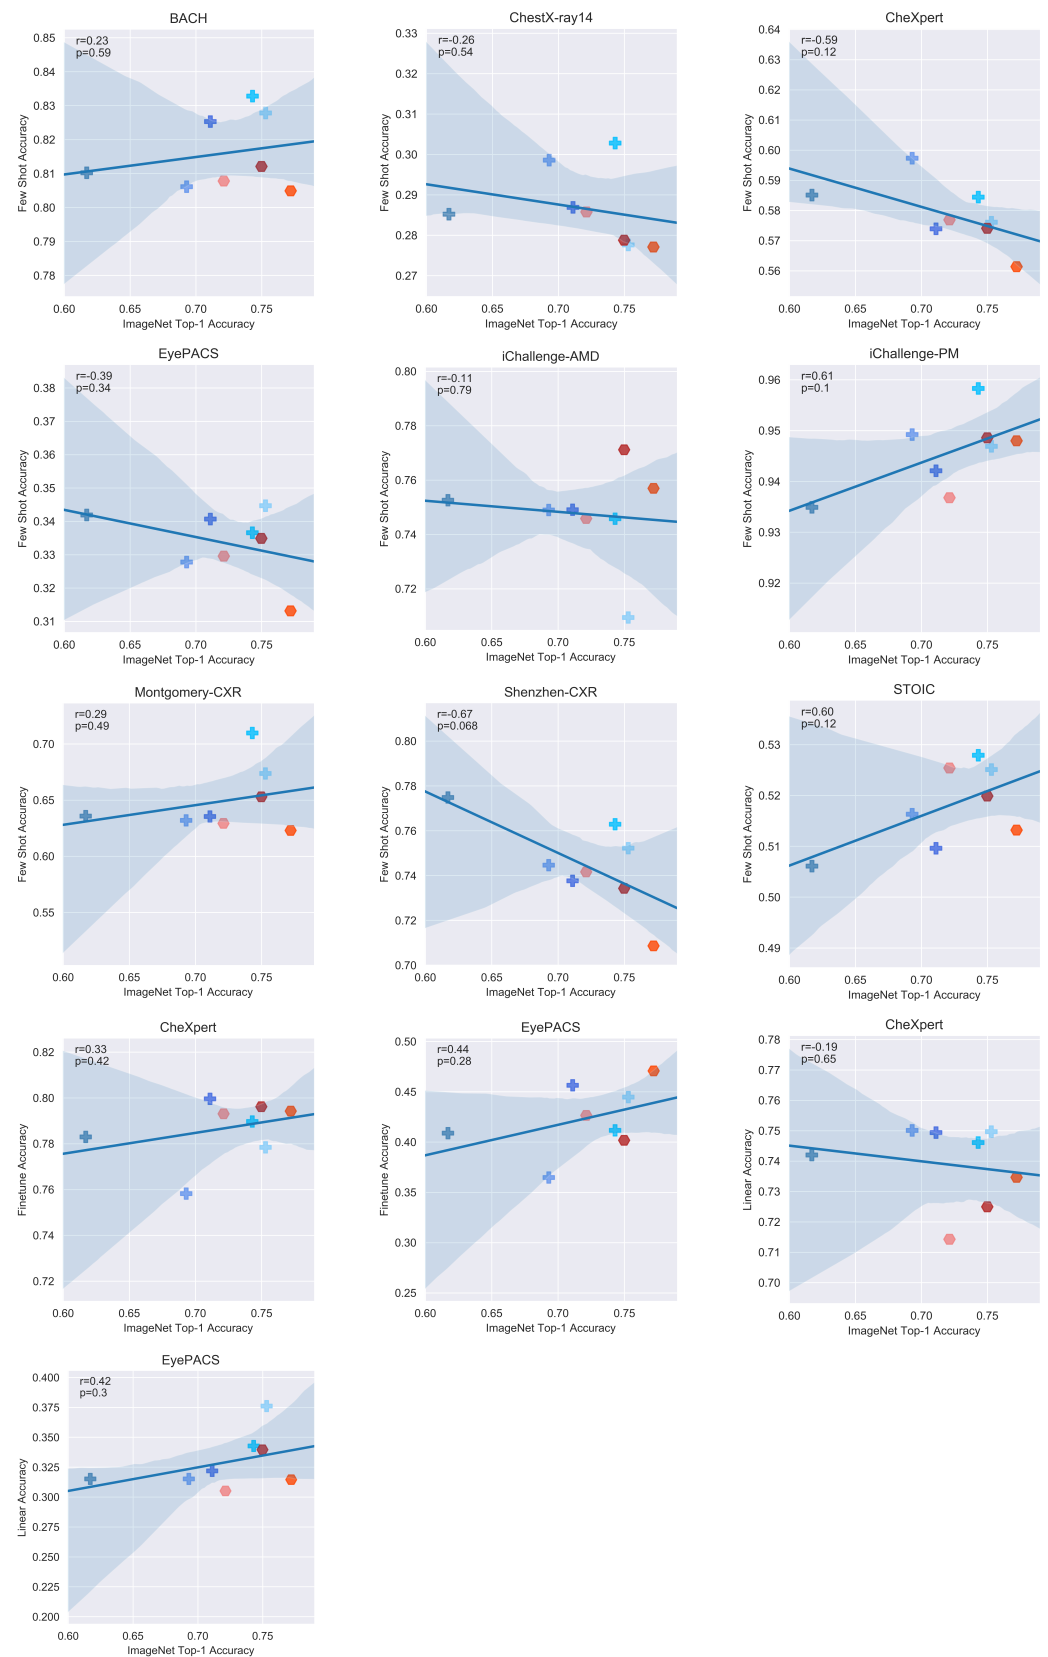 BACH
r=0.23
p=0.59
0.85
0.84
0.83
0.82
0.81
0.80
0.79
0.78
Few Shot Accuracy
0.60 0.65 0.70 0.75
ImageNet Top-1 Accuracy
ChestX-ray14
r=-0.26
p=0.54
0.33
0.32
0.31
0.30
0.29
0.28
0.27
Few Shot Accuracy
0.60 0.65 0.70 0.75
ImageNet Top-1 Accuracy
CheXpert
r=-0.59
p=0.12
0.64
0.63
0.62
0.61
0.60
0.59
0.58
0.57
0.56
Few Shot Accuracy
0.60 0.65 0.70 0.75
ImageNet Top-1 Accuracy
EyePACS
r=-0.39
p=0.34
0.38
0.37
0.36
0.35
0.34
0.33
0.32
0.31
Few Shot Accuracy
0.60 0.65 0.70 0.75
ImageNet Top-1 Accuracy
iChallenge-AMD
r=-0.11
p=0.79
0.80
0.78
0.76
0.74
0.72
Few Shot Accuracy
0.60 0.65 0.70 0.75
ImageNet Top-1 Accuracy
iChallenge-PM
r=0.61
p=0.1
0.96
0.95
0.94
0.93
0.92
Few Shot Accuracy
0.60 0.65 0.70 0.75
ImageNet Top-1 Accuracy
Montgomery-CXR
r=0.29
p=0.49
0.70
0.65
0.60
0.55
Few Shot Accuracy
0.60 0.65 0.70 0.75
ImageNet Top-1 Accuracy
Shenzhen-CXR
r=-0.67
p=0.068
0.80
0.78
0.76
0.74
0.72
0.70
Few Shot Accuracy
0.60 0.65 0.70 0.75
ImageNet Top-1 Accuracy
STOIC
r=0.60
p=0.12
0.53
0.52
0.51
0.50
0.49
Few Shot Accuracy
0.60 0.65 0.70 0.75
ImageNet Top-1 Accuracy
CheXpert
r=0.33
p=0.42
0.82
0.80
0.78
0.76
0.74
0.72
Finetune Accuracy
0.60 0.65 0.70 0.75
ImageNet Top-1 Accuracy
EyePACS
r=0.44
p=0.28
0.50
0.45
0.40
0.35
0.30
0.25
Finetune Accuracy
0.60 0.65 0.70 0.75
ImageNet Top-1 Accuracy
CheXpert
r=-0.19
p=0.65
0.78
0.77
0.76
0.75
0.74
0.73
0.72
0.71
0.70
Linear Accuracy
0.60 0.65 0.70 0.75
ImageNet Top-1 Accuracy
EyePACS
r=0.42
p=0.3
0.400
0.375
0.350
0.325
0.300
0.275
0.250
0.225
0.200
Linear Accuracy
0.60 0.65 0.70 0.75
ImageNet Top-1 Accuracy